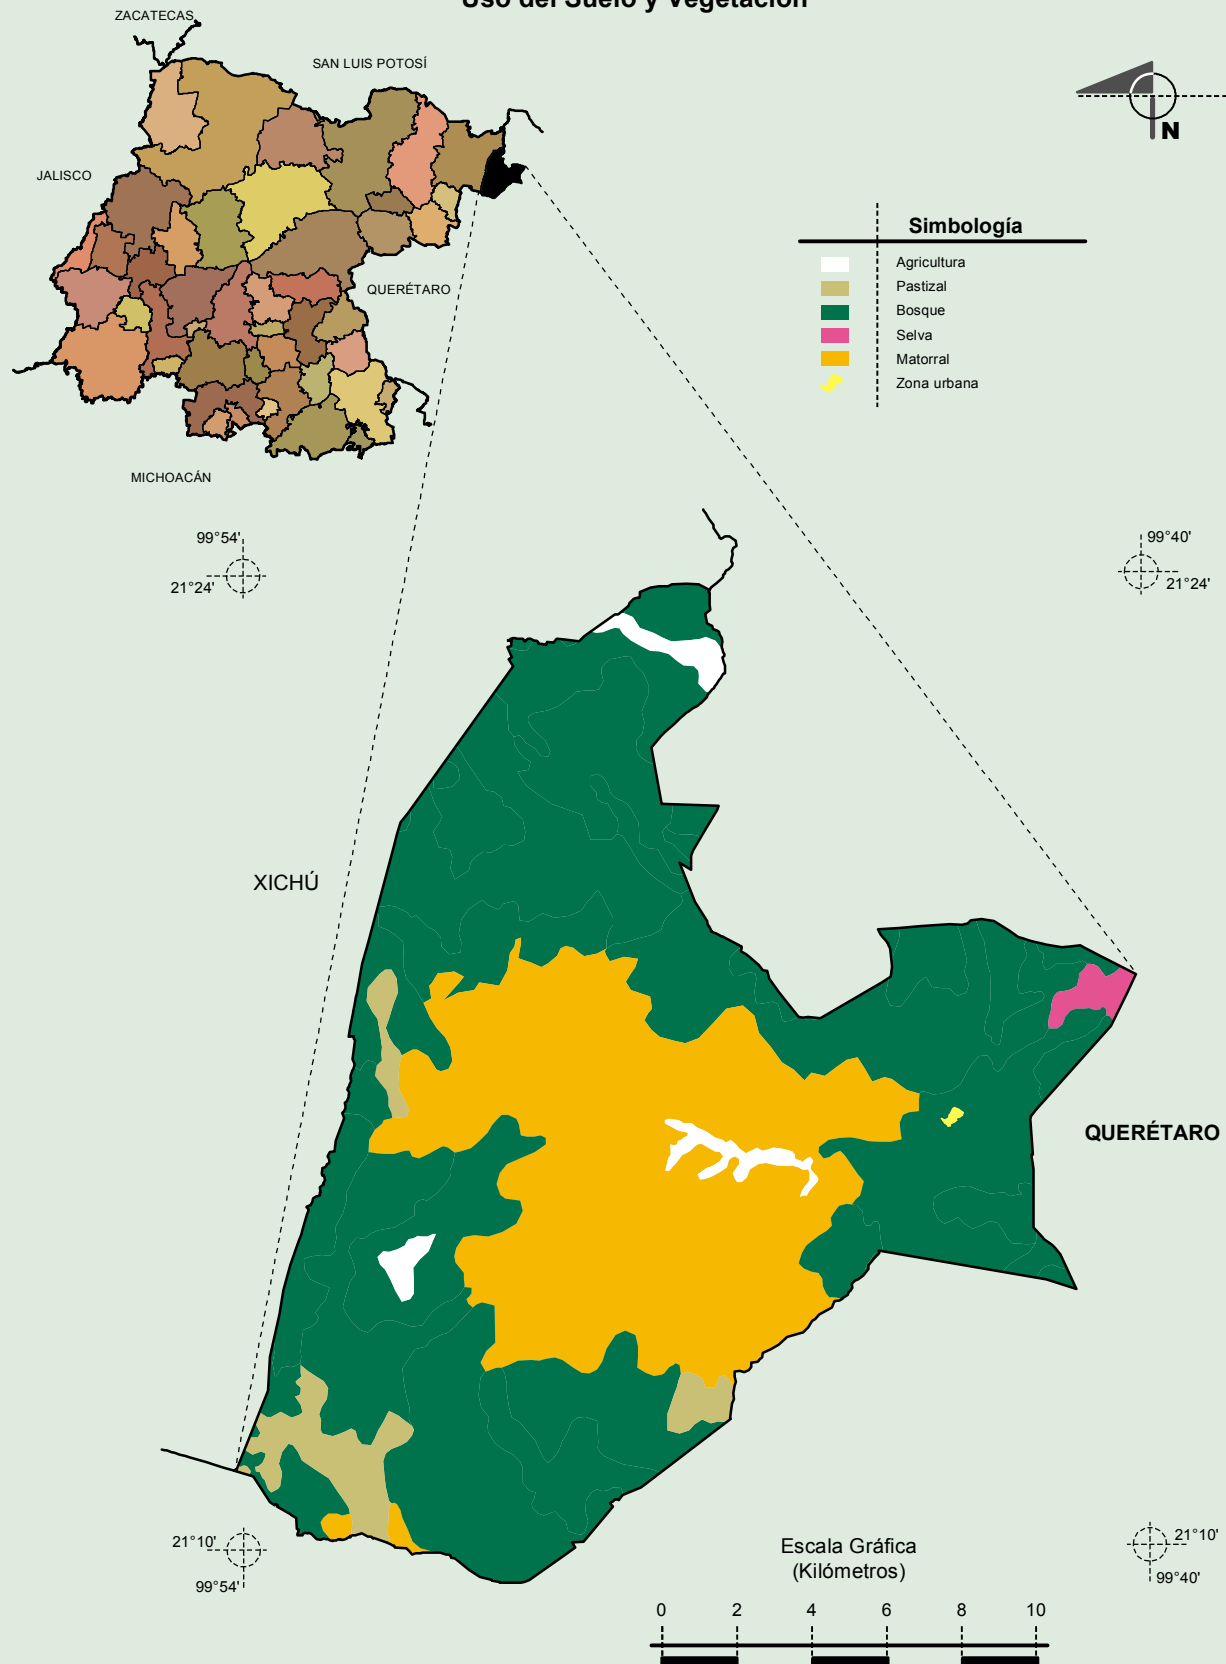 Uso del Suelo y Vegetación
ZACATECAS
SAN LUIS POTOSÍ
N
JALISCO
Simbología
Agricultura
Pastizal
Bosque
Selva
Matorral
Zona urbana
QUERÉTARO
MICHOACÁN
99°54'
21°24'
99°40'
21°24'
XICHÚ
QUERÉTARO
21°10'
99°54'
21°10'
99°40'
Escala Gráfica
(Kilómetros)
0 2 4 6 8 10